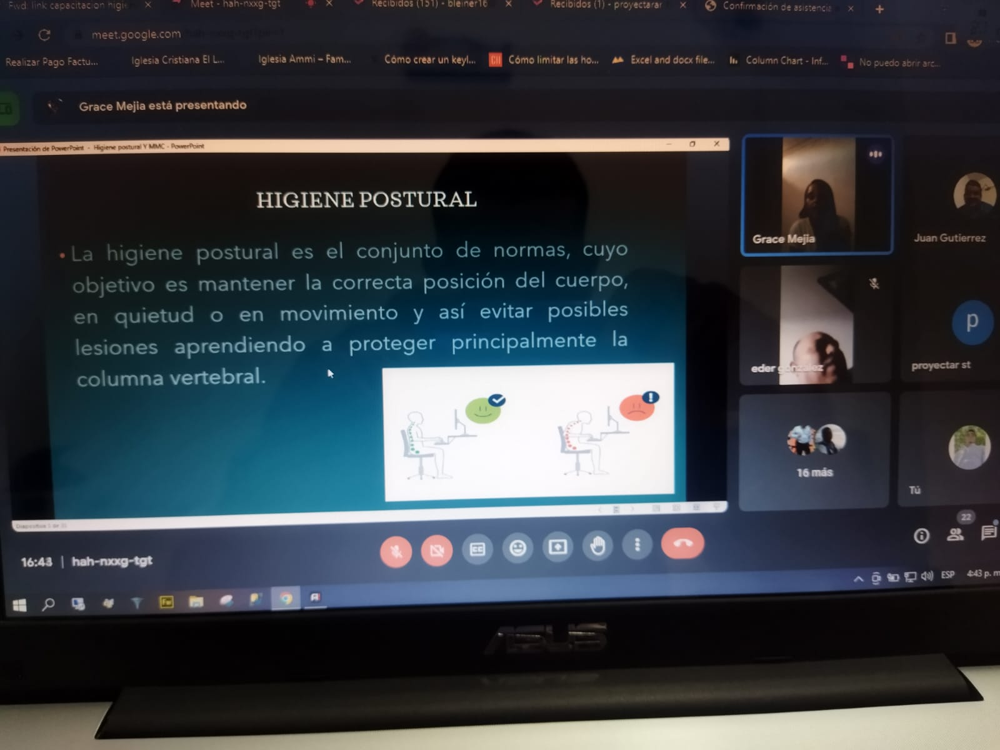 Fwd: link capacitacion higie
Meet - hah-nxxg-tgt
Recibidos (151) - bleiner16
Recibidos (1) - proyectarar
Confirmación de asistencia
meet.google.com
Realizar Pago Factu...
Iglesia Cristiana El L...
Iglesia Ammi – Fam...
Cómo crear un keyl...
Cómo limitar las ho...
Excel and docx file...
Column Chart - Inf...
No puedo abrir arc...
Grace Mejia está presentando
Presentación de PowerPoint - Higiene postural Y MMC - PowerPoint
HIGIENE POSTURAL
• La higiene postural es el conjunto de normas, cuyo
objetivo es mantener la correcta posición del cuerpo,
en quietud o en movimiento y así evitar posibles
lesiones aprendiendo a proteger principalmente la
columna vertebral.
Grace Mejia
Juan Gutierrez
eder gonzalez
p
proyectar st
16 más
Tú
22
16:43 | hah-nxxg-tgt
CC
Fw
ESP
4:43 p. m
ASUS